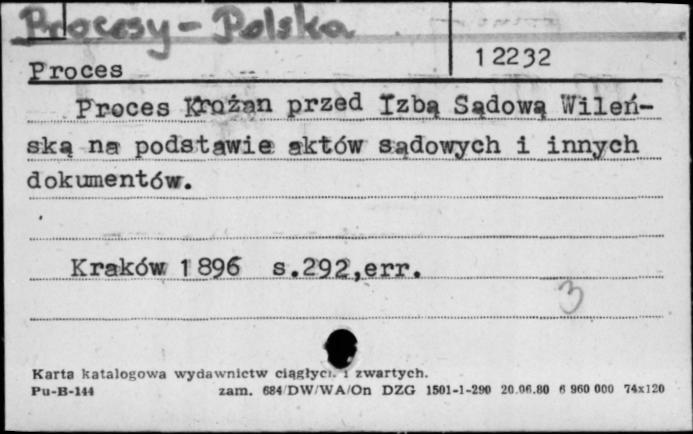 Procesy - Polska
12232
Proces
Proces Krożan przed Izbą Sądową Wileń-
ską na podstawie aktów sądowych i innych
dokumentów.
Kraków 1896 s.292,err.
3
Karta katalogowa wydawnictw ciągłych i zwartych.
Pu-B-144 zam. 684/DW/WA/On DZG 1501-1-290 20.06.80 6 960 000 74x120